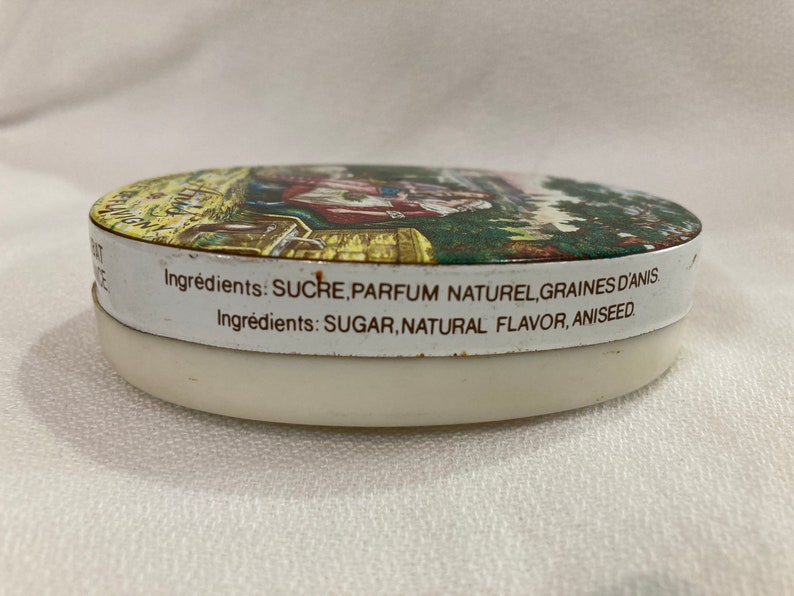 Ingrédients: SUCRE,PARFUM NATUREL,GRAINES D'ANIS.
Ingrédients: SUGAR,NATURAL FLAVOR, ANISEED.